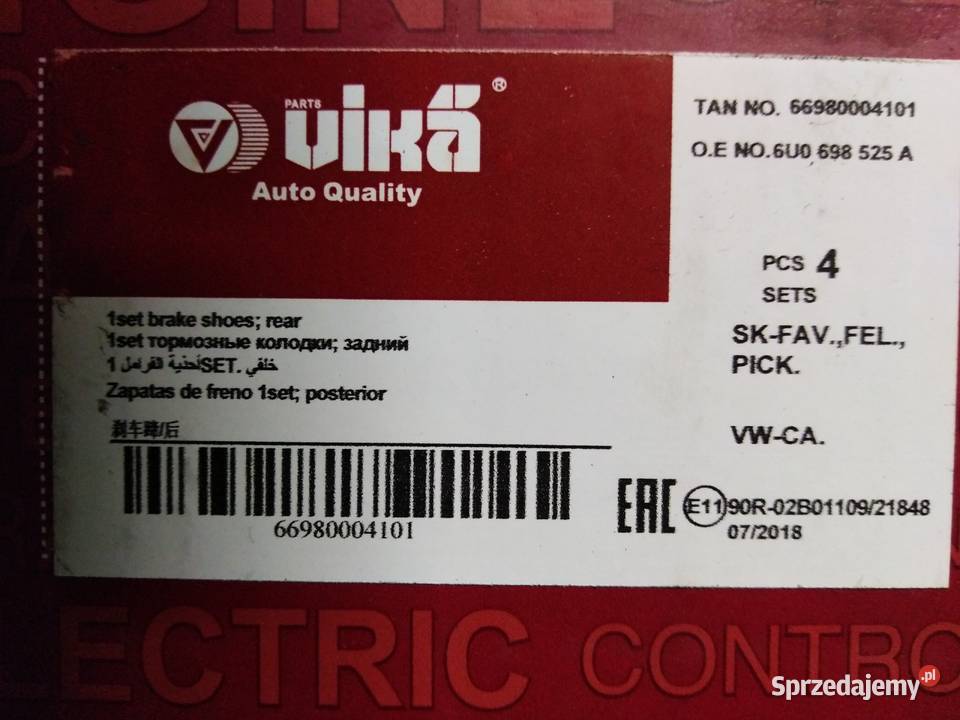 PARTS
vika®
Auto Quality
TAN NO. 66980004101
O.E NO.6U0 698 525 A
PCS 4
SETS
SK-FAV.,FEL.,
PICK.
VW-CA.
1set brake shoes; rear
1set тормозные колодки; задний
1 أحذية الفرامل SET. خلفي
Zapatas de freno 1set; posterior
刹车蹄/后
66980004101
EAC E11 90R-02B01109/21848
07/2018
ECTRIC CONTRO
Sprzedajemy.pl